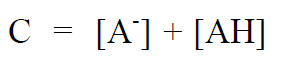 C = [A⁻] + [AH]